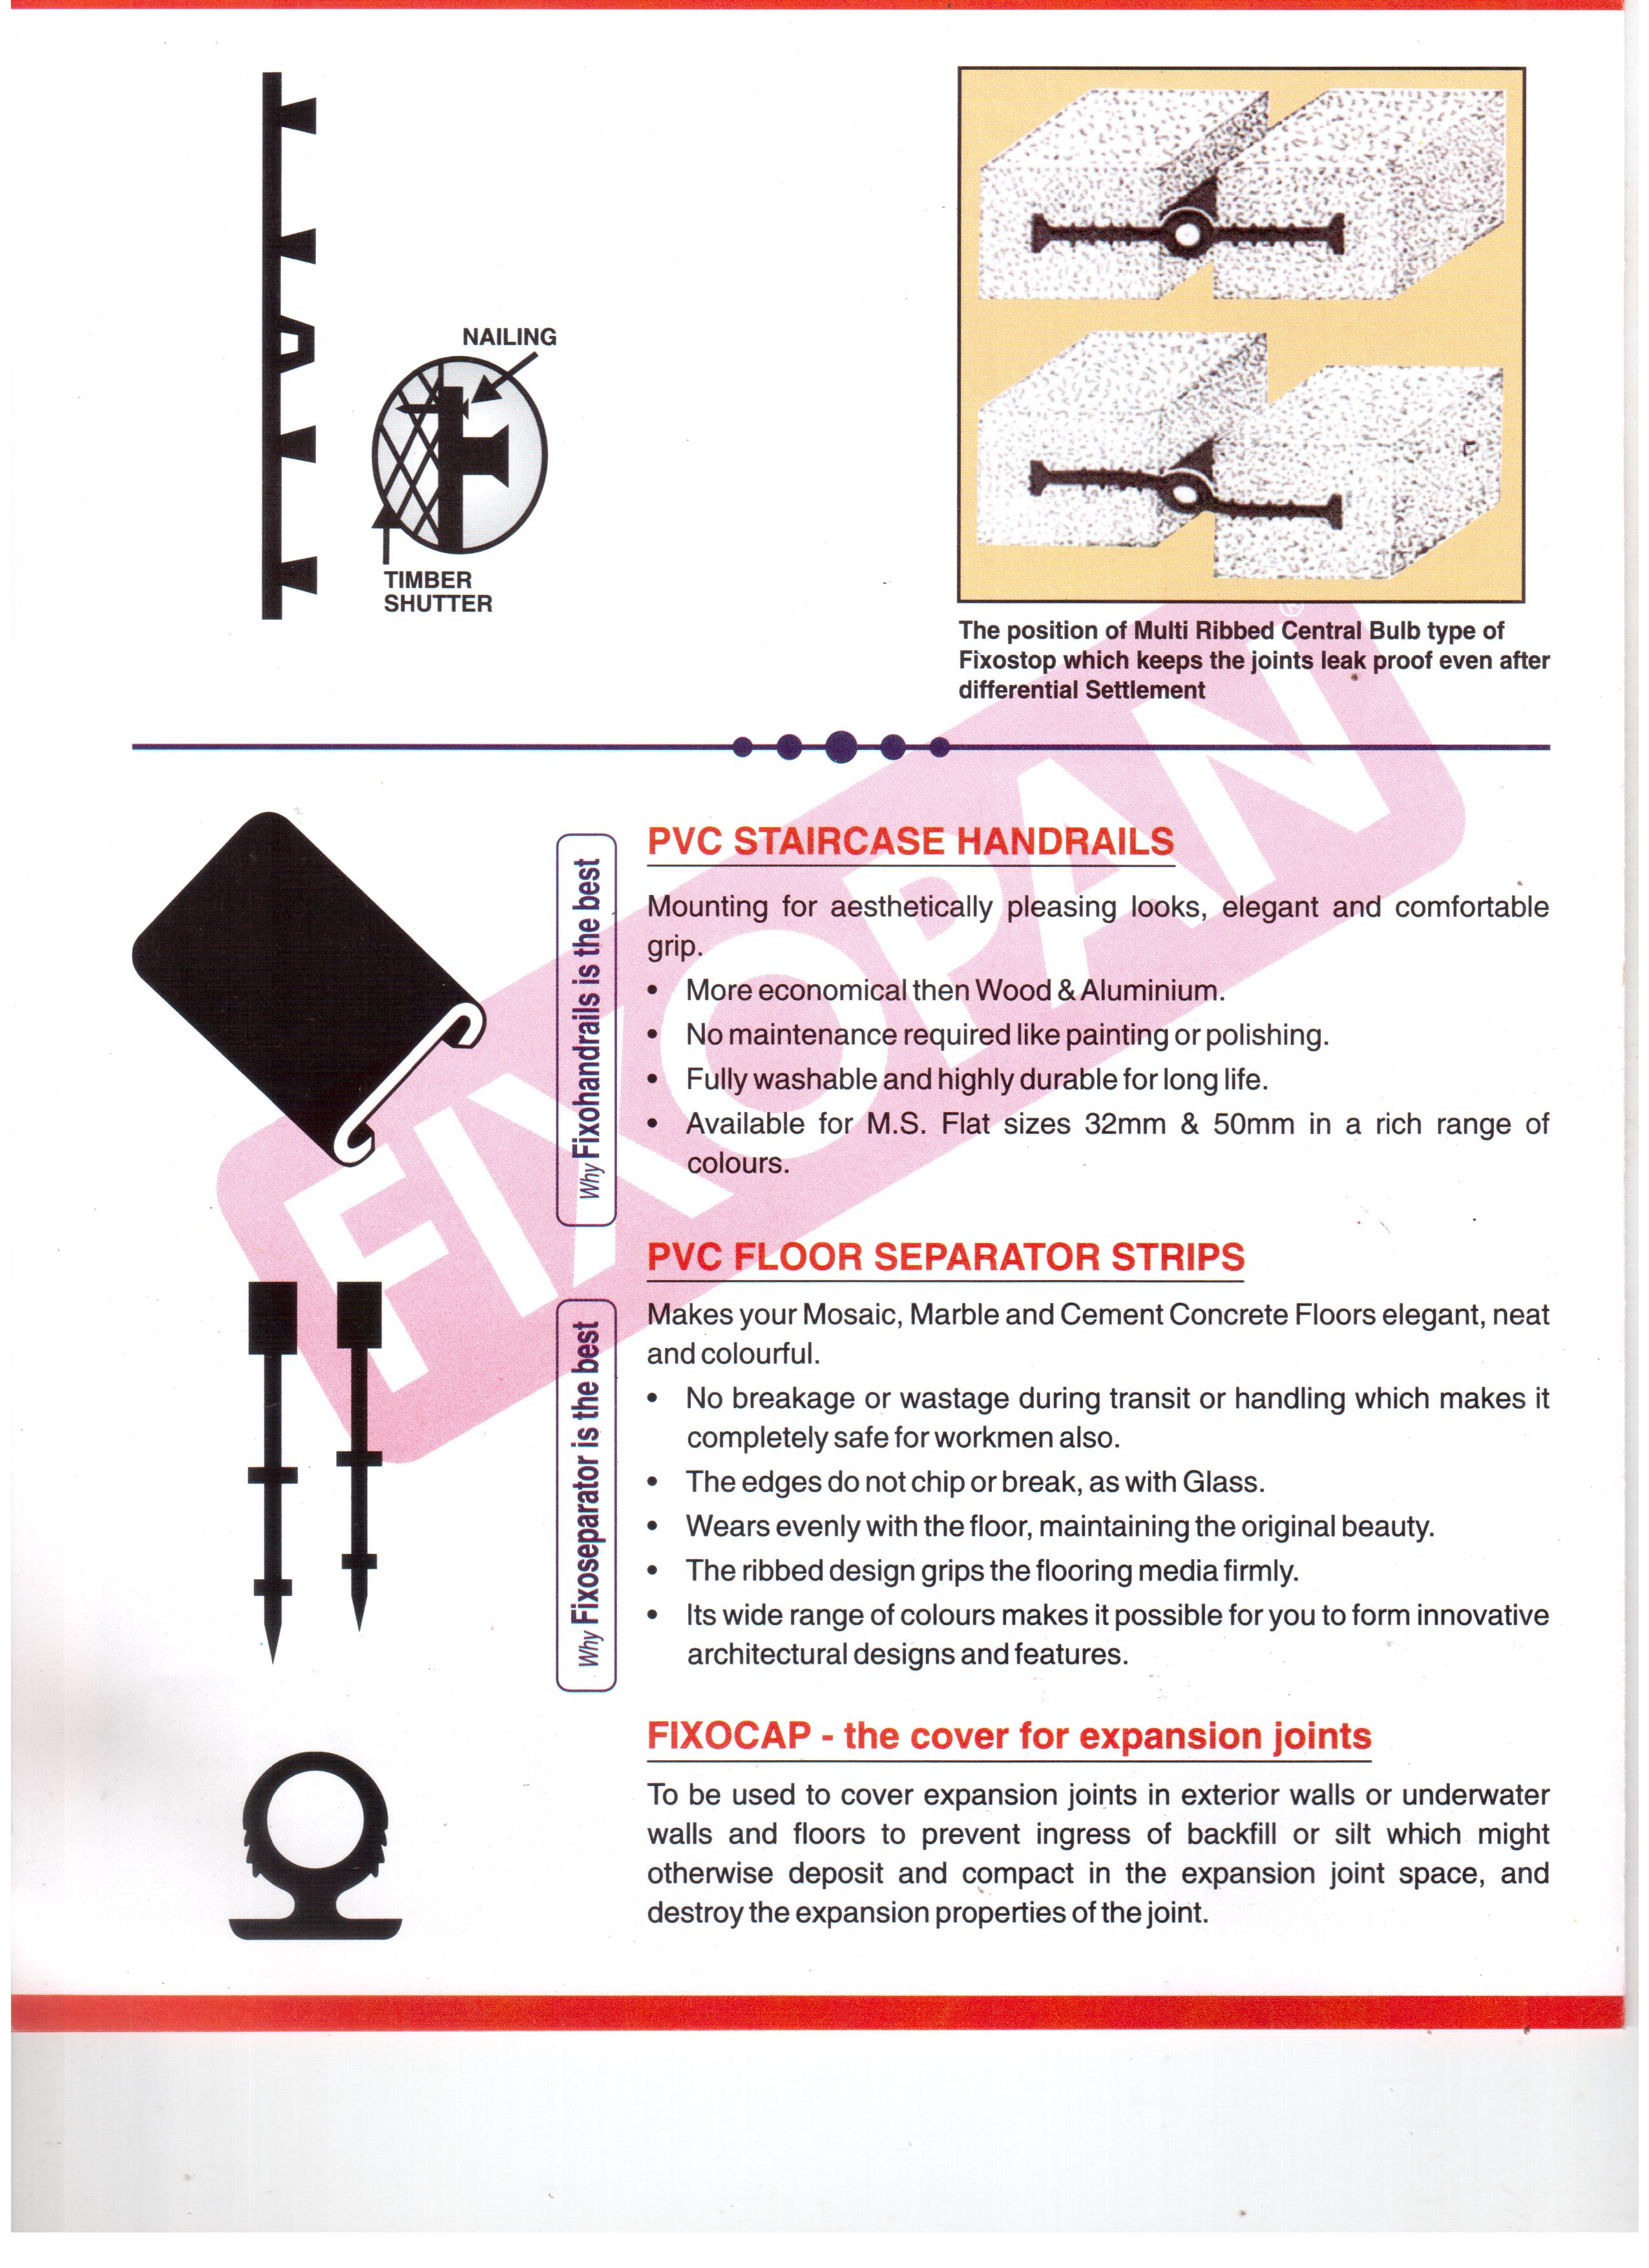 NAILING
TIMBER
SHUTTER
®
The position of Multi Ribbed Central Bulb type of
Fixostop which keeps the joints leak proof even after
differential Settlement
FIXOPAN
Why Fixohandrails is the best
PVC STAIRCASE HANDRAILS
Mounting for aesthetically pleasing looks, elegant and comfortable
grip.
• More economical then Wood & Aluminium.
• No maintenance required like painting or polishing.
• Fully washable and highly durable for long life.
• Available for M.S. Flat sizes 32mm & 50mm in a rich range of
colours.
Why Fixoseparator is the best
PVC FLOOR SEPARATOR STRIPS
Makes your Mosaic, Marble and Cement Concrete Floors elegant, neat
and colourful.
• No breakage or wastage during transit or handling which makes it
completely safe for workmen also.
• The edges do not chip or break, as with Glass.
• Wears evenly with the floor, maintaining the original beauty.
• The ribbed design grips the flooring media firmly.
• Its wide range of colours makes it possible for you to form innovative
architectural designs and features.
FIXOCAP - the cover for expansion joints
To be used to cover expansion joints in exterior walls or underwater
walls and floors to prevent ingress of backfill or silt which might
otherwise deposit and compact in the expansion joint space, and
destroy the expansion properties of the joint.